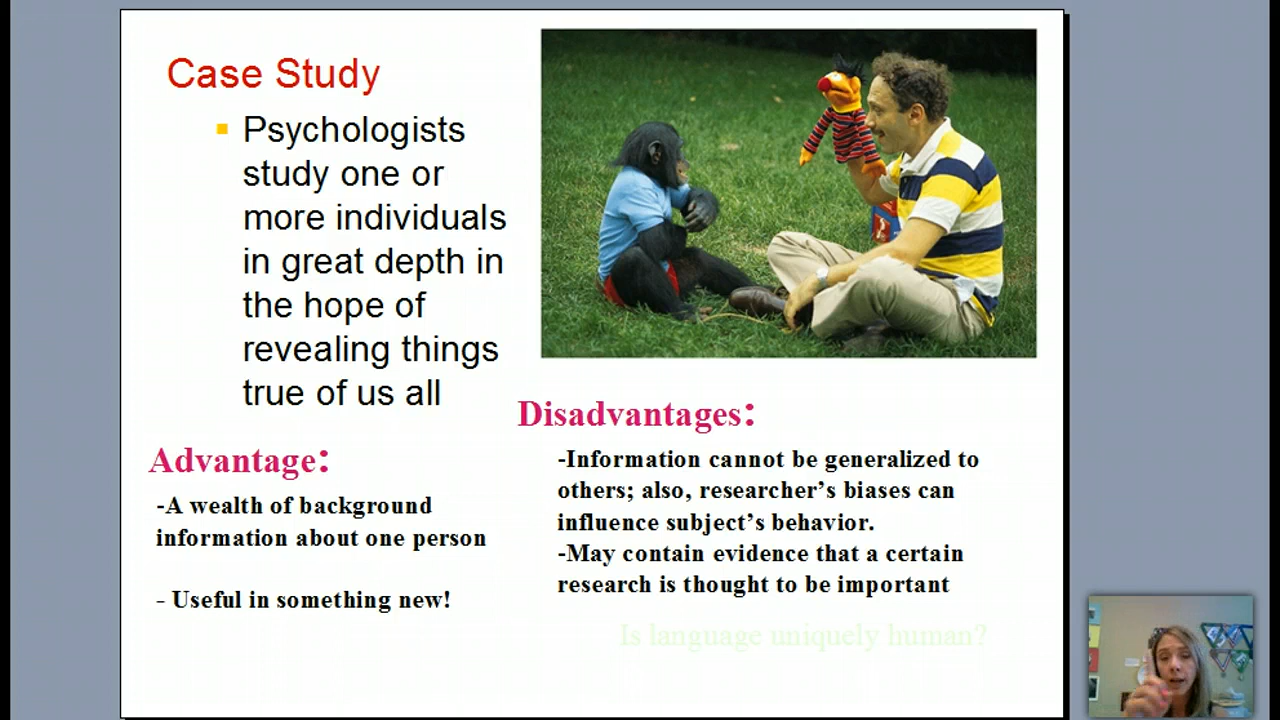 Case Study
Psychologists
study one or
more individuals
in great depth in
the hope of
revealing things
true of us all
Advantage:
-A wealth of background
information about one person
- Useful in something new!
Disadvantages:
-Information cannot be generalized to
others; also, researcher’s biases can
influence subject’s behavior.
-May contain evidence that a certain
research is thought to be important
Is language uniquely human?